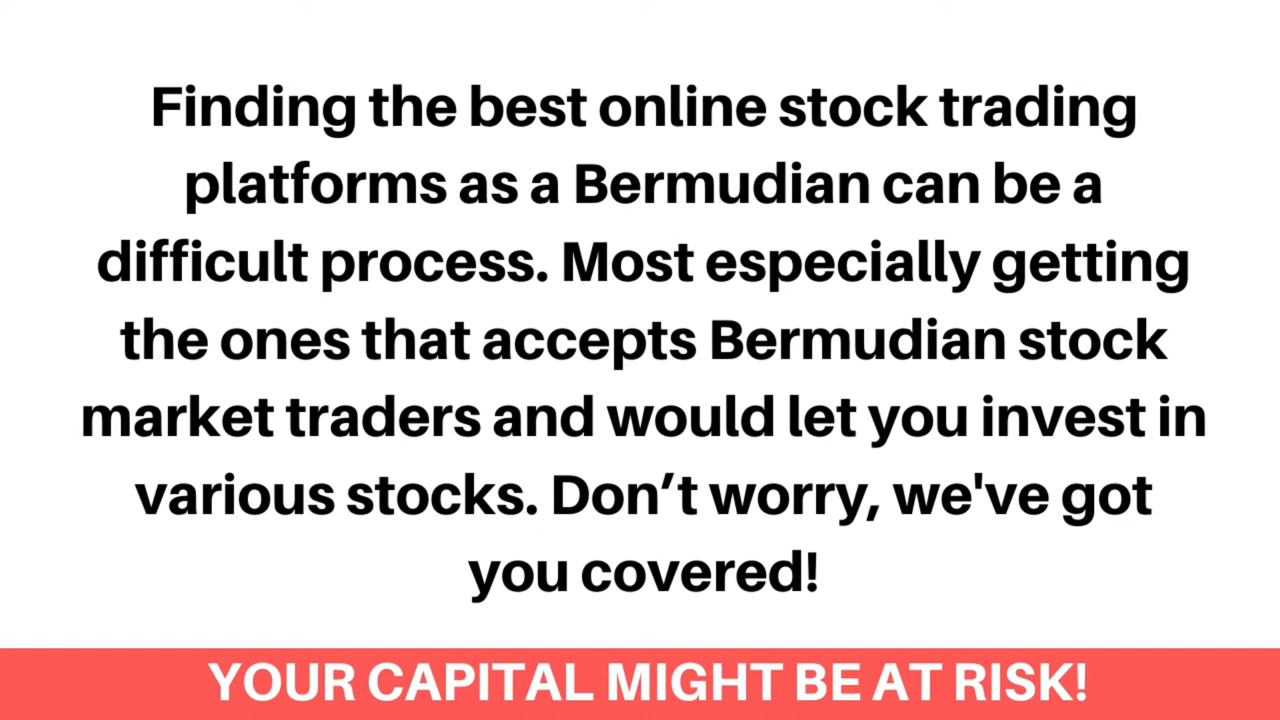 Finding the best online stock trading
platforms as a Bermudian can be a
difficult process. Most especially getting
the ones that accepts Bermudian stock
market traders and would let you invest in
various stocks. Don’t worry, we've got
you covered!
YOUR CAPITAL MIGHT BE AT RISK!